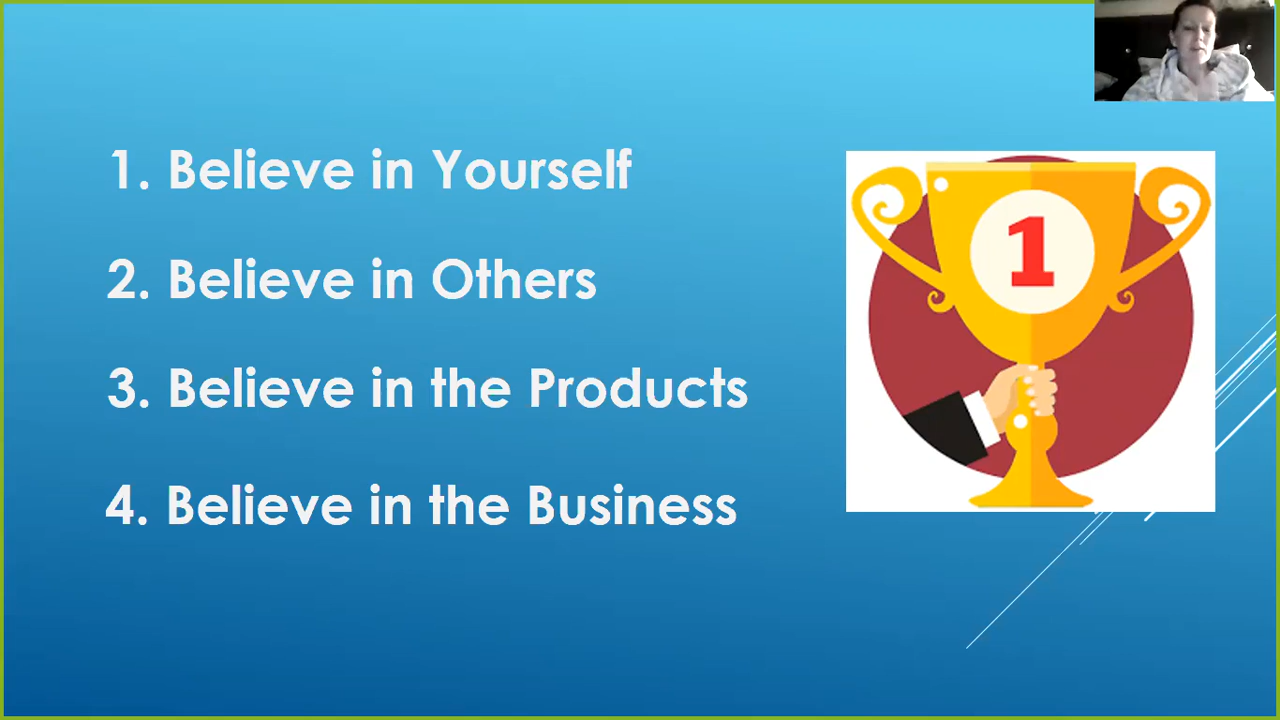 1. Believe in Yourself
2. Believe in Others
3. Believe in the Products
4. Believe in the Business
1